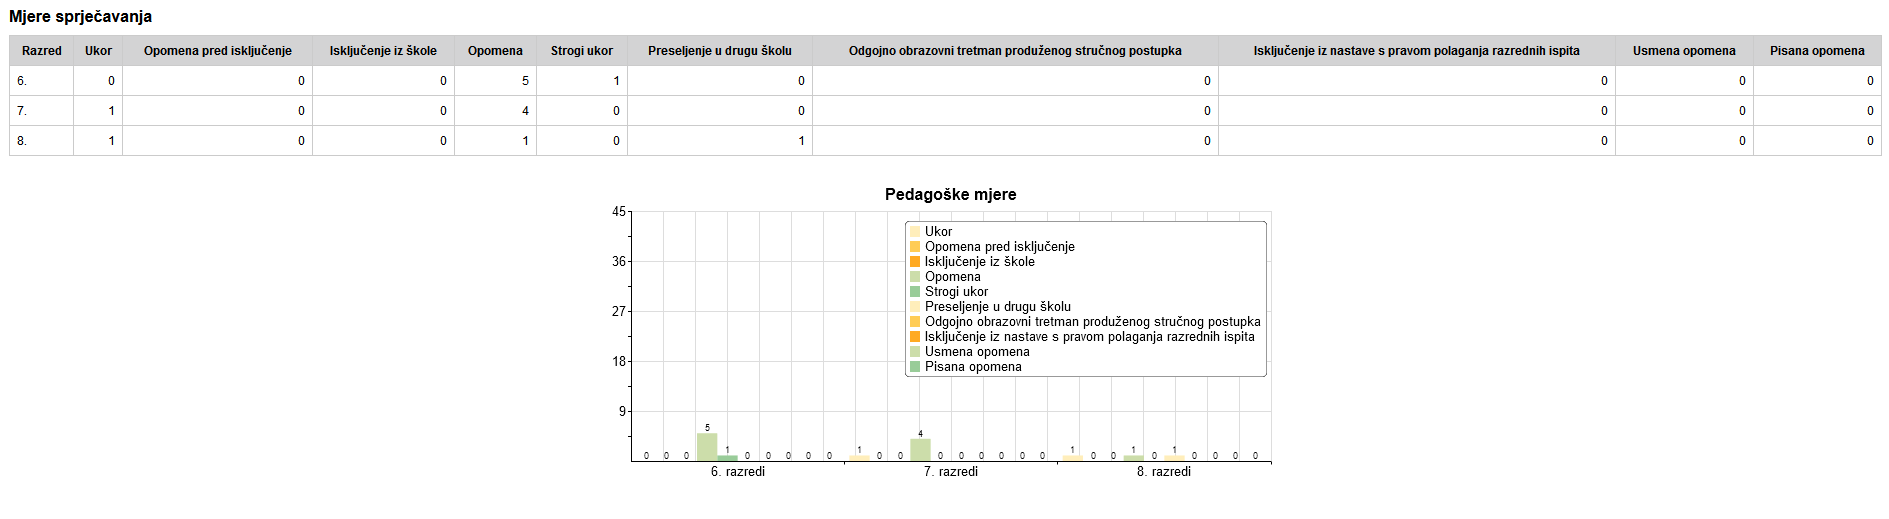 Mjere sprječavanja
Razred Ukor Opomena pred isključenje Isključenje iz škole Opomena Strogi ukor Preseljenje u drugu školu Odgojno obrazovni tretman produženog stručnog postupka Isključenje iz nastave s pravom polaganja razrednih ispita Usmena opomena Pisana opomena
6. 0 0 0 5 1 0 0 0 0 0
7. 1 0 0 4 0 0 0 0 0 0
8. 1 0 0 1 0 1 0 0 0 0
Pedagoške mjere
45
36
27
18
9
Ukor
Opomena pred isključenje
Isključenje iz škole
Opomena
Strogi ukor
Preseljenje u drugu školu
Odgojno obrazovni tretman produženog stručnog postupka
Isključenje iz nastave s pravom polaganja razrednih ispita
Usmena opomena
Pisana opomena
0 0 0 5 1 0 0 0 0 0 1 0 0 4 0 0 0 0 0 0 1 0 0 1 0 1 0 0 0 0
6. razredi 7. razredi 8. razredi